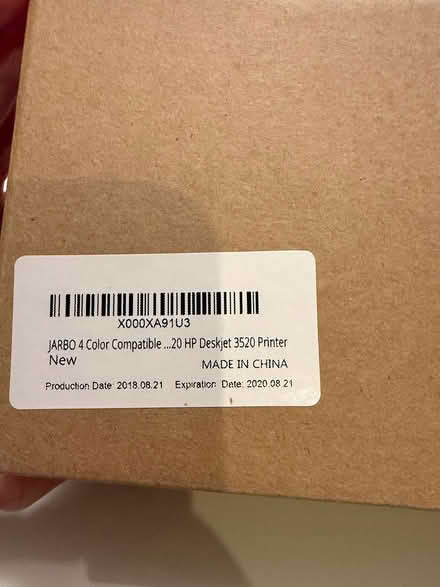 X000XA91U3
JARBO 4 Color Compatible ...20 HP Deskjet 3520 Printer
New
MADE IN CHINA
Production Date: 2018.08.21 Expiration Date: 2020.08.21